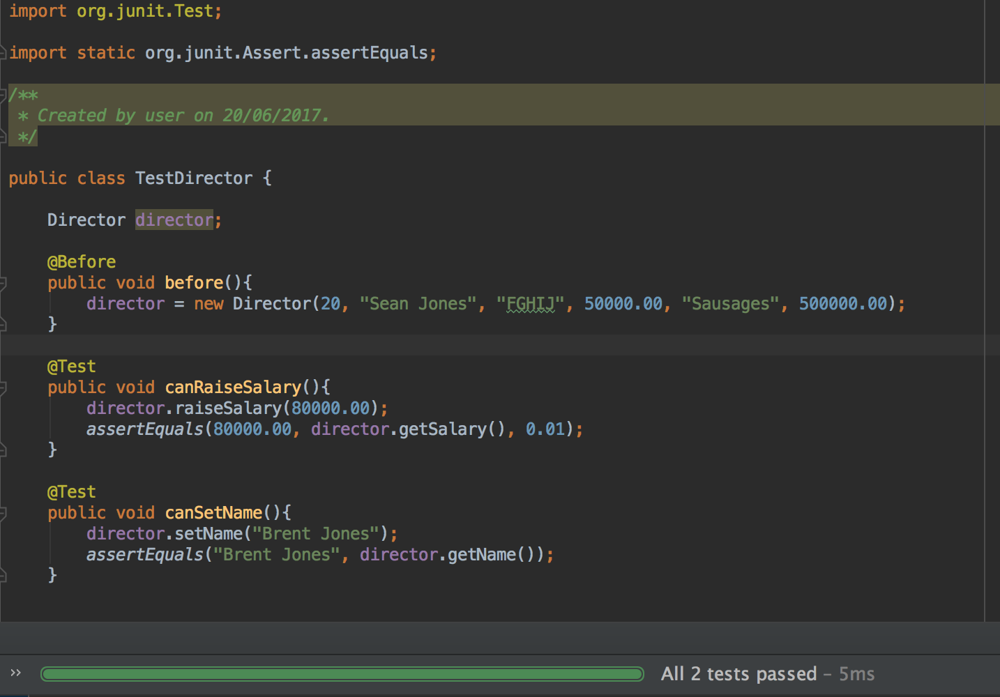 import org.junit.Test;
import static org.junit.Assert.assertEquals;
/**
 * Created by user on 20/06/2017.
 */
public class TestDirector {
    Director director;
    @Before
    public void before(){
        director = new Director(20, "Sean Jones", "FGHIJ", 50000.00, "Sausages", 500000.00);
    }
    @Test
    public void canRaiseSalary(){
        director.raiseSalary(80000.00);
        assertEquals(80000.00, director.getSalary(), 0.01);
    }
    @Test
    public void canSetName(){
        director.setName("Brent Jones");
        assertEquals("Brent Jones", director.getName());
    }
>> All 2 tests passed – 5ms